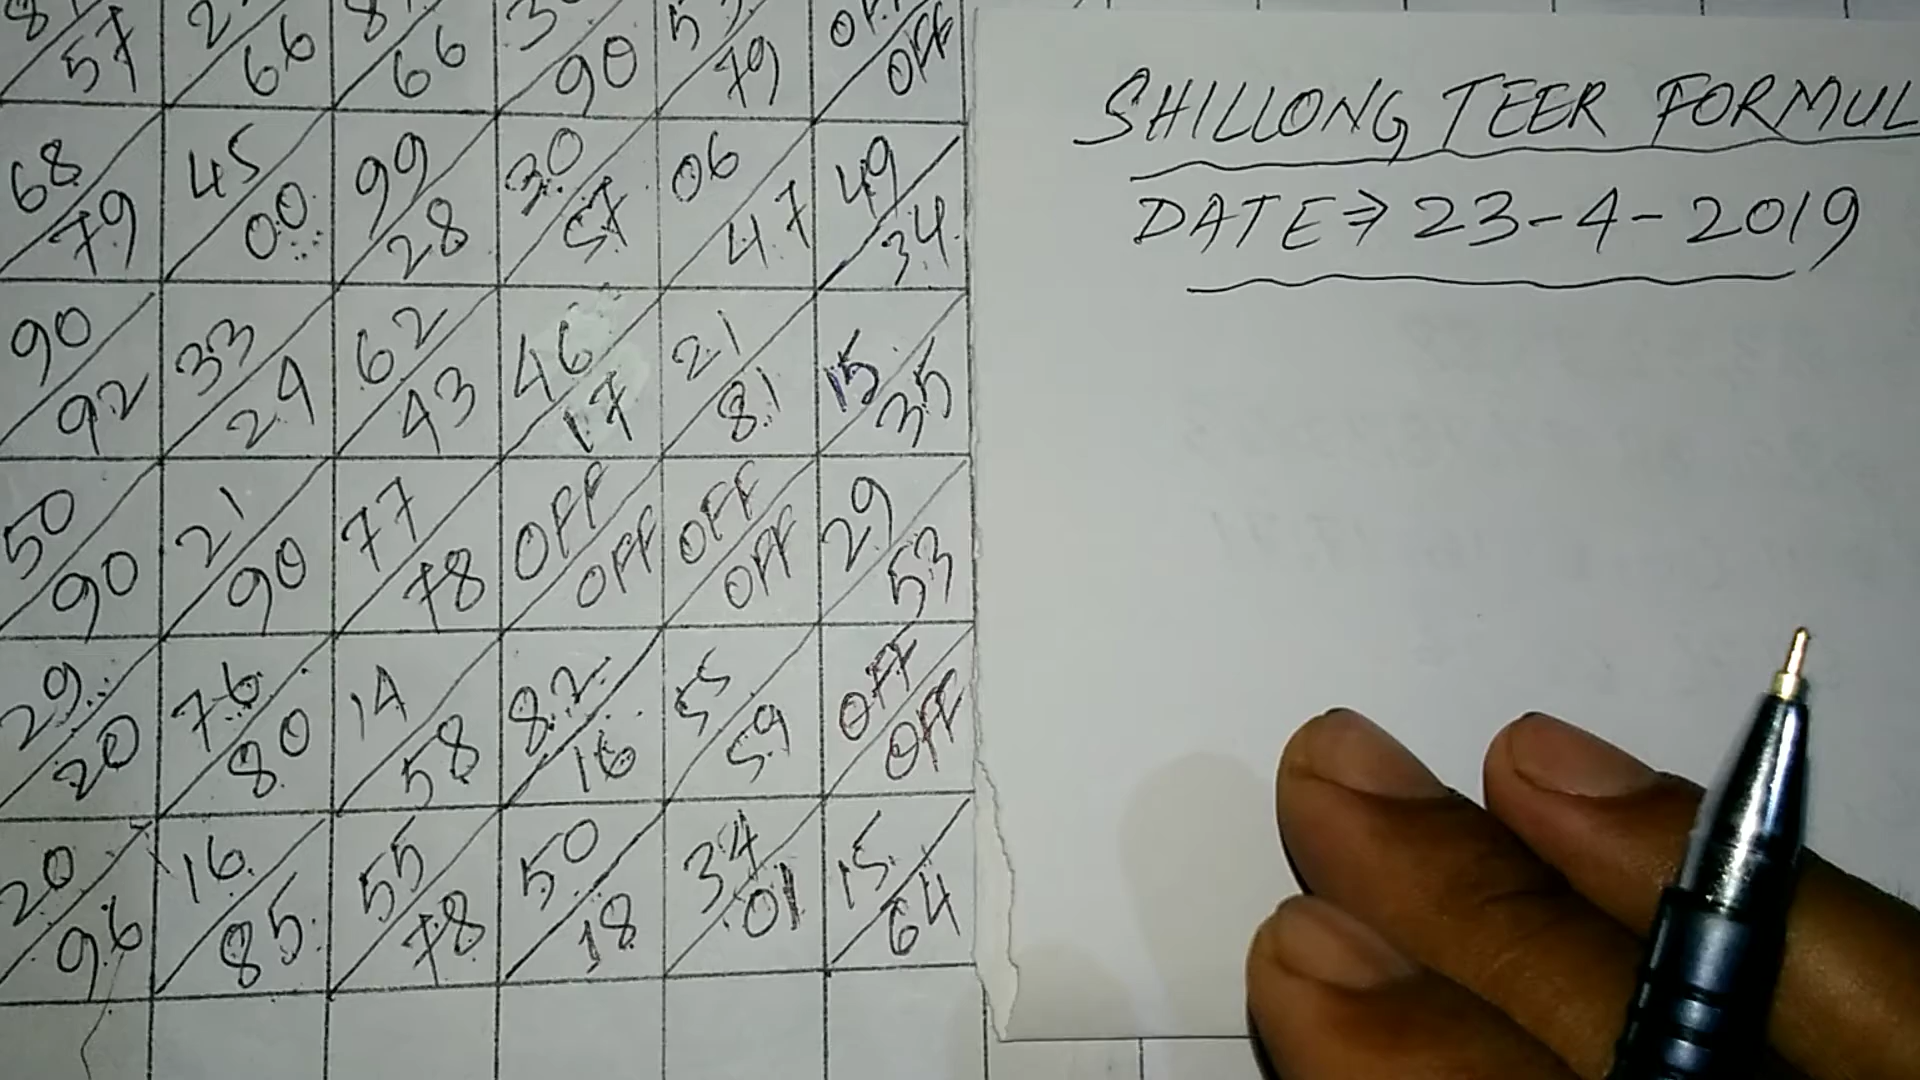 57 66 66 90 79 OFF
SHILLONG TEER FORMUL
DATE⇒ 23-4-2019
68 45 99 30 06 49
79 00 28 57 47 34
90 33 62 46 21 15
92 29 43 17 81 35
50 21 77 OFF OFF 29
90 90 78 OFF OFF 53
29 76 14 82 55 OFF
20 80 58 16 59 OFF
20 16 55 50 34 15
96 85 78 18 01 64